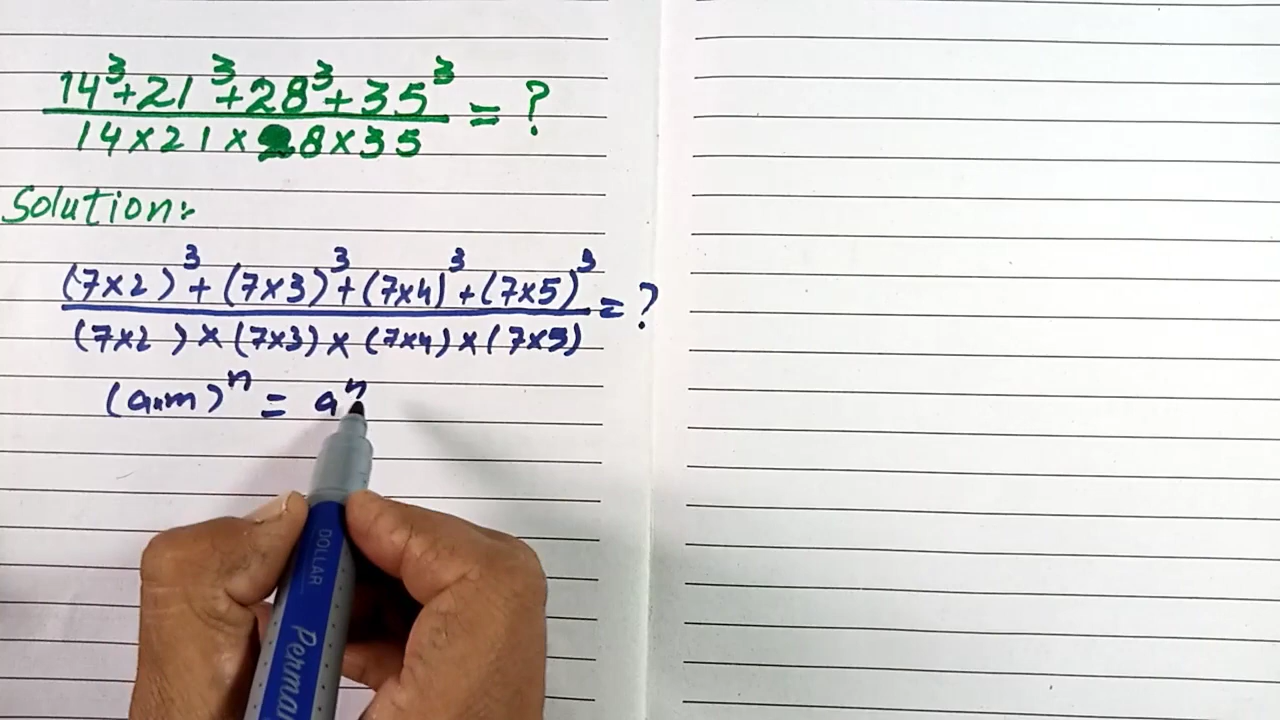 14³+21³+28³+35³ = ?
14×21×28×35
Solution:
(7×2)³+(7×3)³+(7×4)³+(7×5)³ = ?
(7×2)×(7×3)×(7×4)×(7×5)
(a.m)ⁿ = aⁿ
DOLLAR
Perma